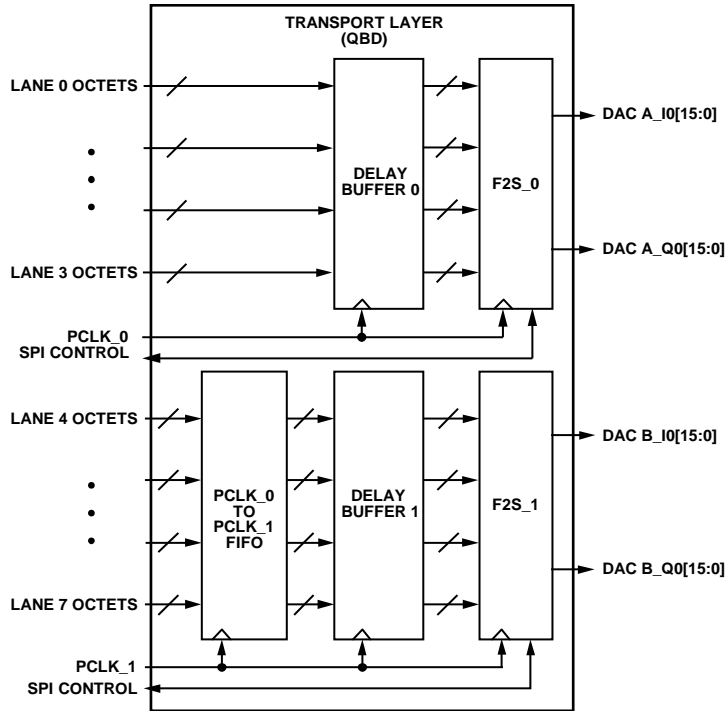 TRANSPORT LAYER
(QBD)
LANE 0 OCTETS
LANE 3 OCTETS
DELAY
BUFFER 0
F2S_0
DAC A_I0[15:0]
DAC A_Q0[15:0]
PCLK_0
SPI CONTROL
LANE 4 OCTETS
LANE 7 OCTETS
PCLK_0
TO
PCLK_1
FIFO
DELAY
BUFFER 1
F2S_1
DAC B_I0[15:0]
DAC B_Q0[15:0]
PCLK_1
SPI CONTROL